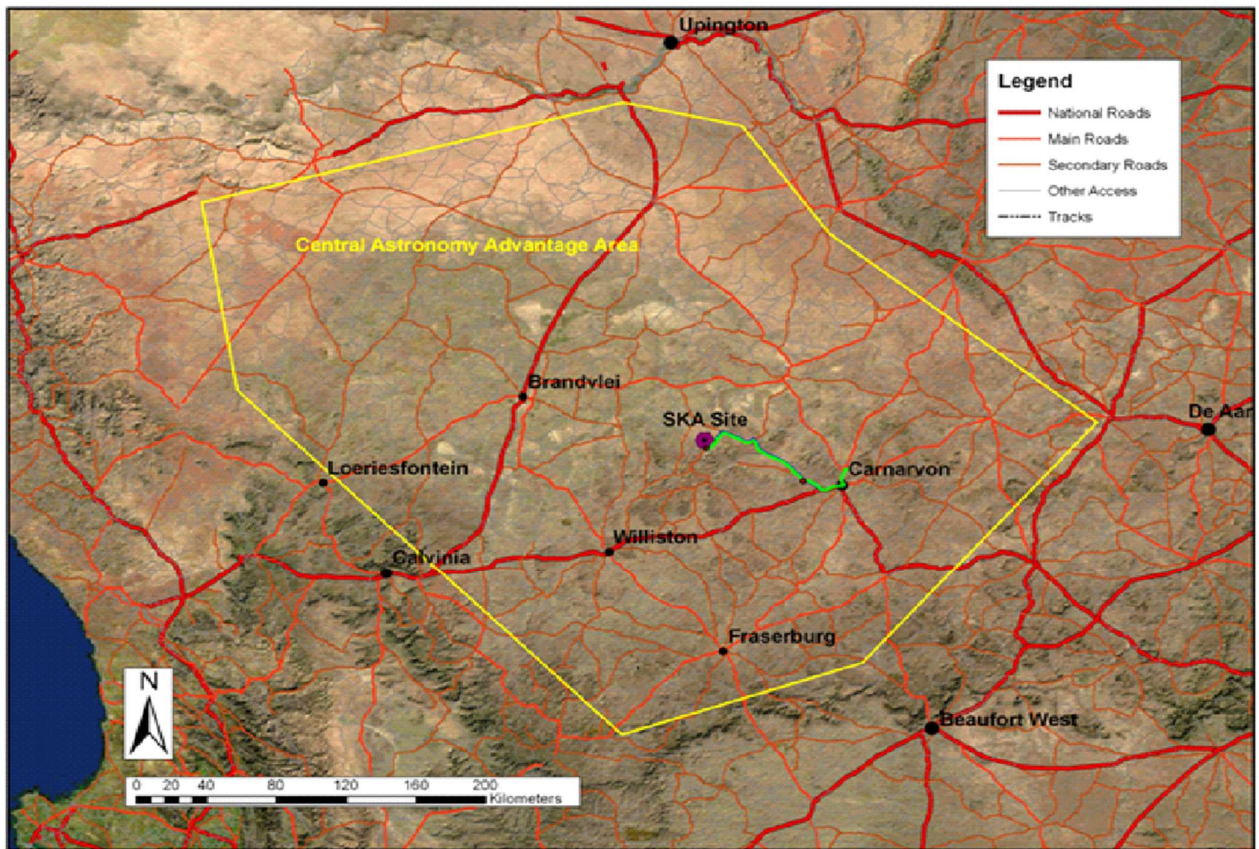 Upington
Legend
National Roads
Main Roads
Secondary Roads
Other Access
Tracks
Central Astronomy Advantage Area
Brandvlei
SKA Site
De Aar
Loeriesfontein
Carnarvon
Williston
Calvinia
Fraserburg
N
Beaufort West
0 20 40 80 120 160 200
Kilometers